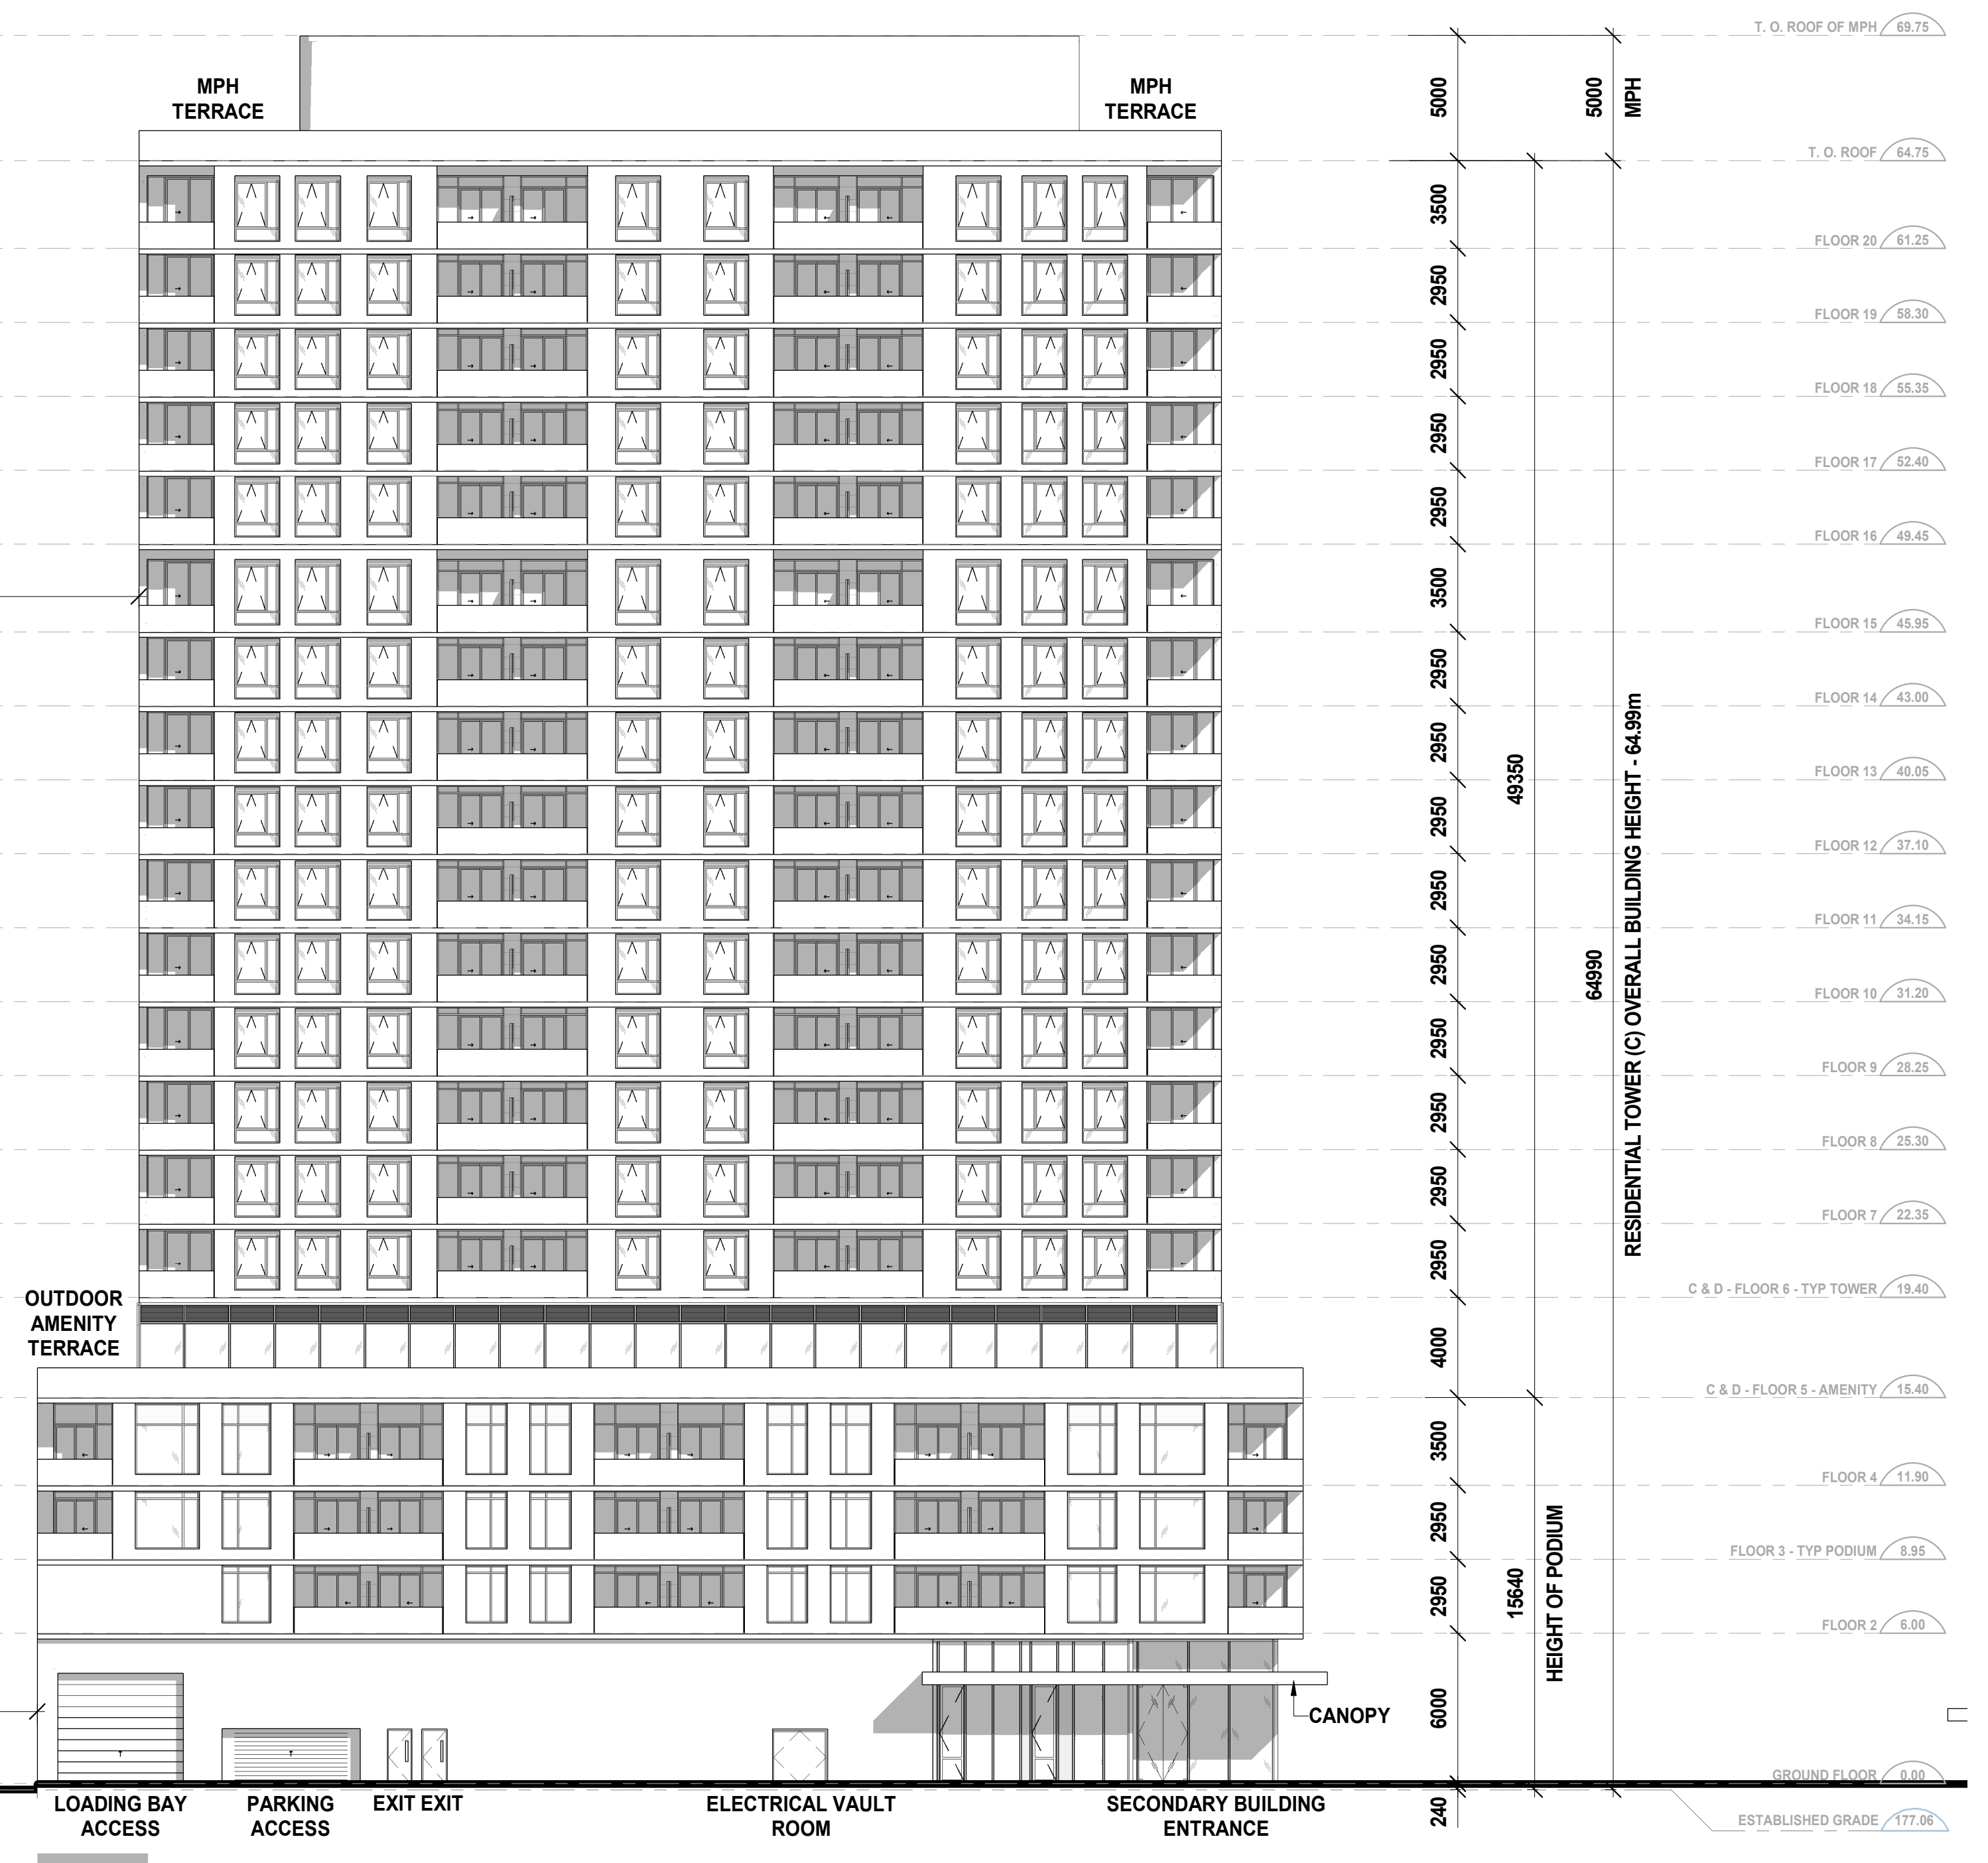 T. O. ROOF OF MPH 69.75
MPH
TERRACE
MPH
TERRACE
5000
5000
MPH
T. O. ROOF 64.75
3500
FLOOR 20 61.25
2950
FLOOR 19 58.30
2950
FLOOR 18 55.35
2950
FLOOR 17 52.40
2950
FLOOR 16 49.45
3500
FLOOR 15 45.95
2950
FLOOR 14 43.00
2950
49350
FLOOR 13 40.05
2950
FLOOR 12 37.10
2950
FLOOR 11 34.15
2950
64990
RESIDENTIAL TOWER (C) OVERALL BUILDING HEIGHT - 64.99m
FLOOR 10 31.20
2950
FLOOR 9 28.25
2950
FLOOR 8 25.30
2950
FLOOR 7 22.35
2950
C & D - FLOOR 6 - TYP TOWER 19.40
OUTDOOR
AMENITY
TERRACE
4000
C & D - FLOOR 5 - AMENITY 15.40
3500
FLOOR 4 11.90
2950
FLOOR 3 - TYP PODIUM 8.95
2950
15640
HEIGHT OF PODIUM
FLOOR 2 6.00
6000
CANOPY
GROUND FLOOR 0.00
LOADING BAY
ACCESS
PARKING
ACCESS
EXIT EXIT
ELECTRICAL VAULT
ROOM
SECONDARY BUILDING
ENTRANCE
240
ESTABLISHED GRADE 177.06